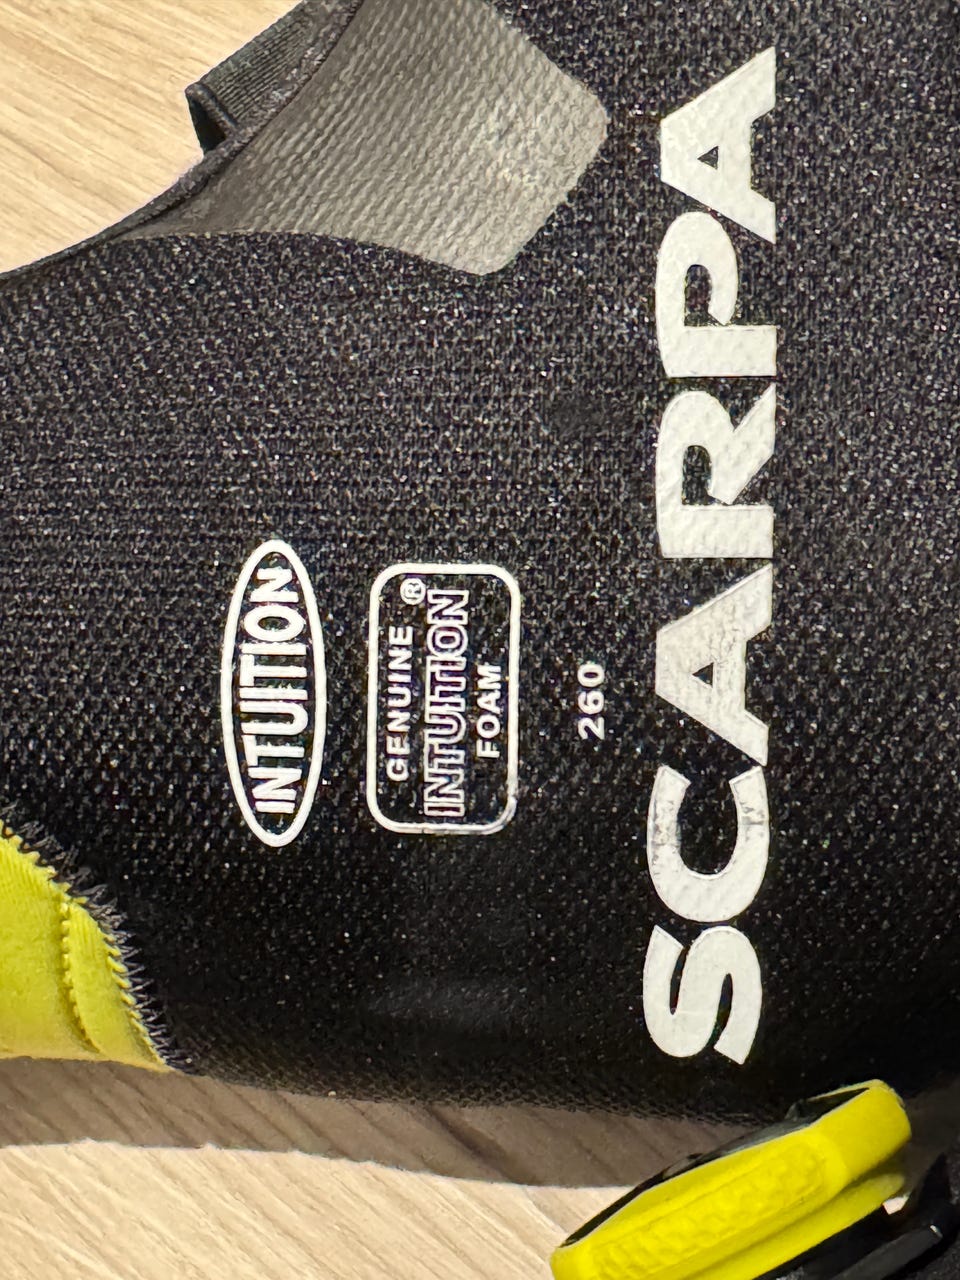 INTUITION
GENUINE ®
INTUITION
FOAM
260
SCARPA